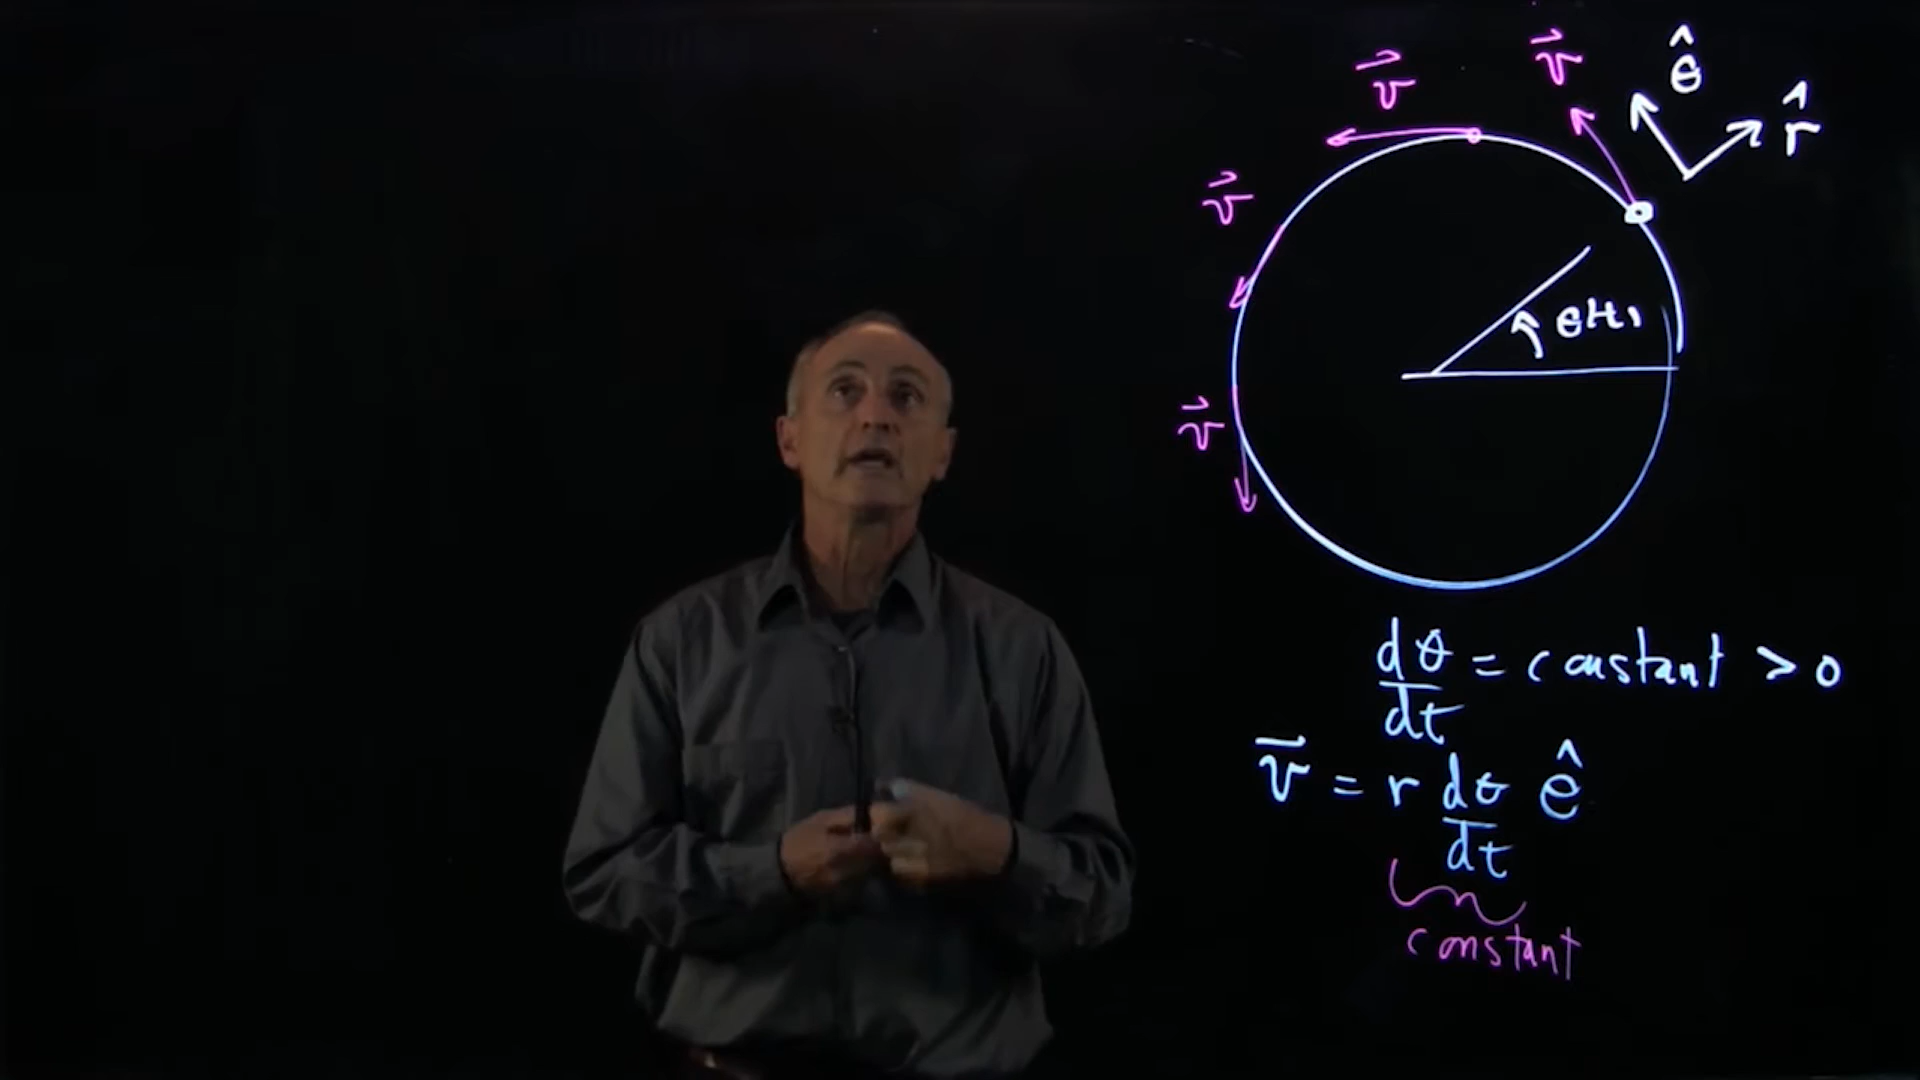 v⃗
v⃗
θ̂
r̂
v⃗
θ(t)
v⃗
dθ/dt = constant > 0
v⃗ = r dθ/dt θ̂
constant